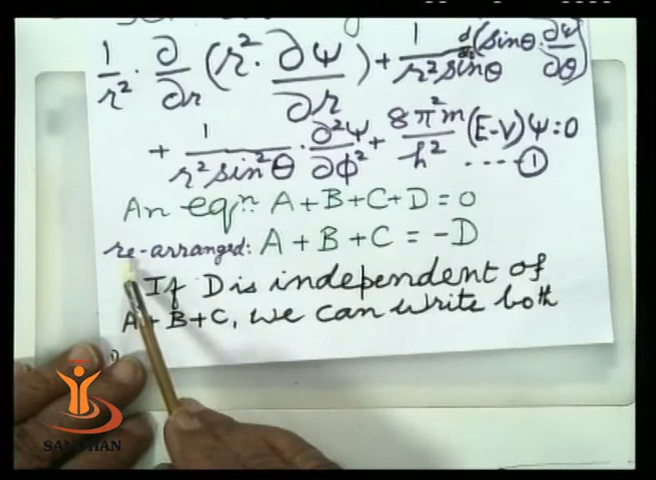 1/r² · ∂/∂r (r² · ∂Ψ/∂r) + 1/r² sinθ d/dθ (sinθ · ∂Ψ/∂θ)
+ 1/r² sin²θ · ∂²Ψ/∂φ² + 8π²m/h² (E-V)Ψ = 0
----- ①
An eqn: A + B + C + D = 0
re-arranged: A + B + C = -D
If D is independent of
A + B + C, we can write both
SANDHAN